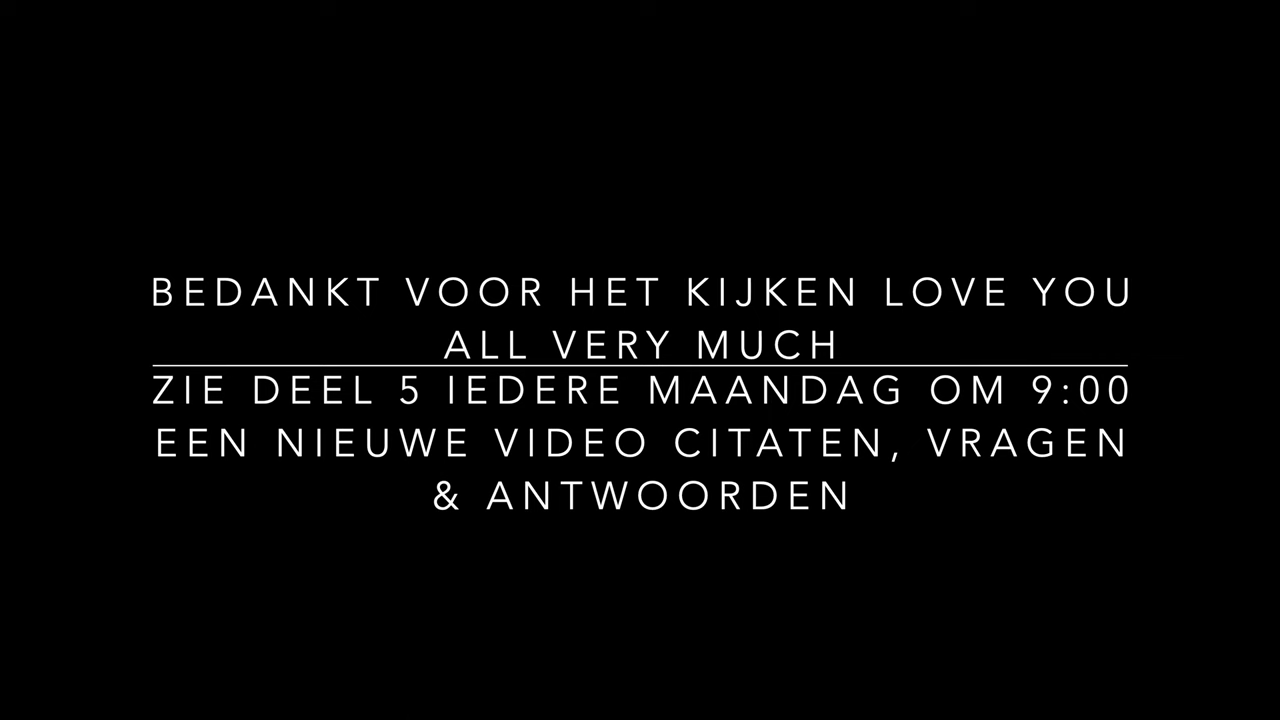 BEDANKT VOOR HET KIJKEN LOVE YOU
ALL VERY MUCH
ZIE DEEL 5 IEDERE MAANDAG OM 9:00
EEN NIEUWE VIDEO CITATEN, VRAGEN
& ANTWOORDEN